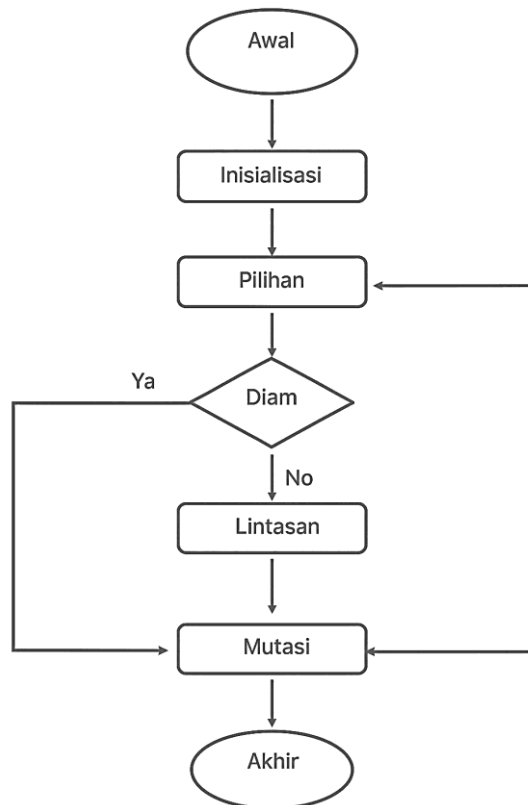 Awal
Inisialisasi
Pilihan
Ya
Diam
No
Lintasan
Mutasi
Akhir